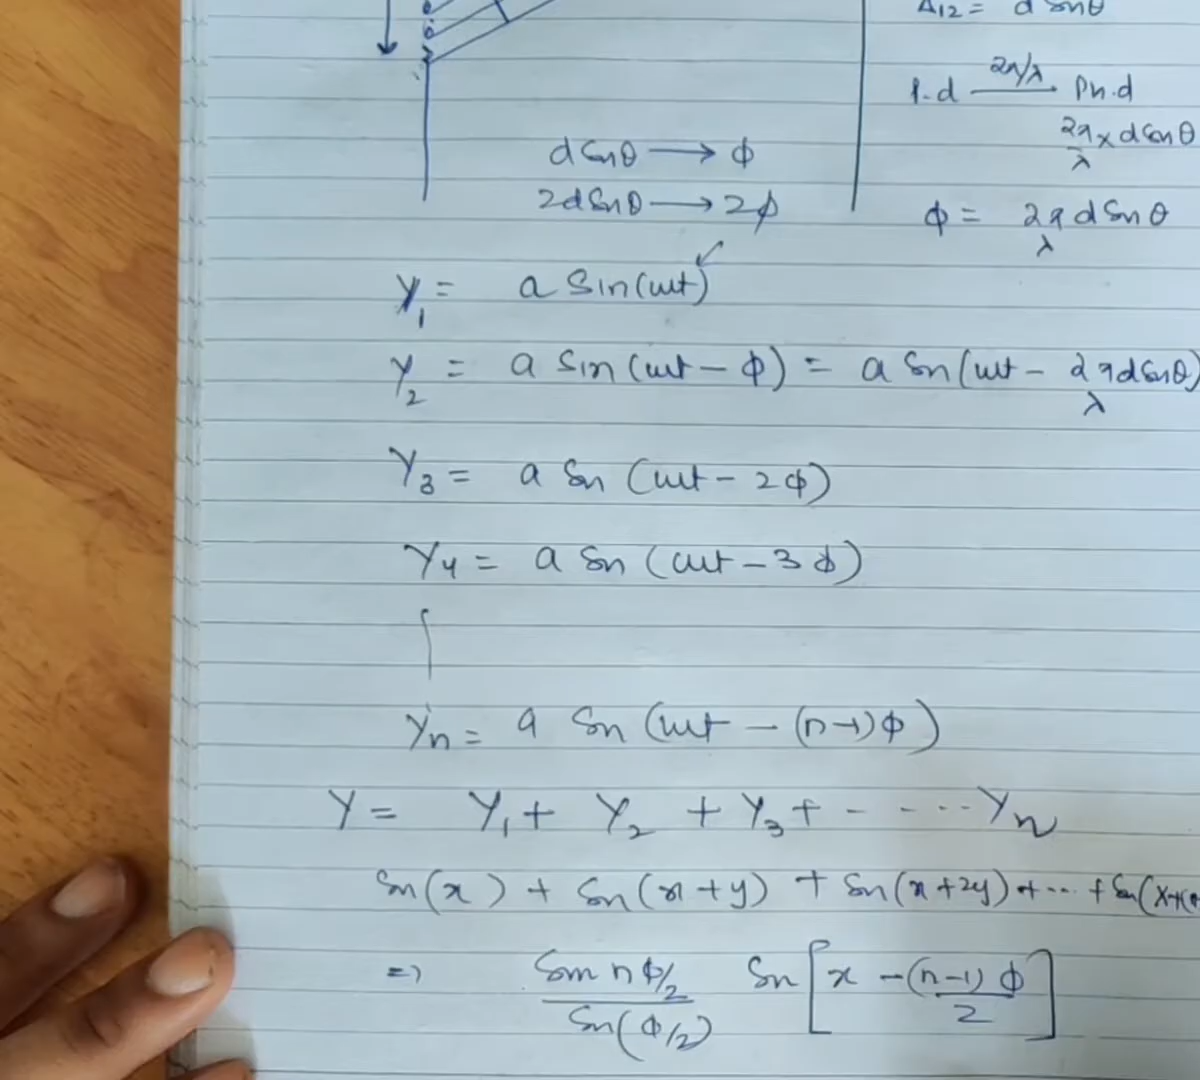 Δ12 = d sinθ
P.d 2π/λ → Ph.d
2π/λ x d sinθ
d sinθ → ϕ
2d sinθ → 2ϕ
ϕ = 2π/λ d sinθ
Y1 = a sin(ωt)
Y2 = a sin(ωt − ϕ) = a sin(ωt − 2π d sinθ/λ)
Y3 = a sin(ωt − 2ϕ)
Y4 = a sin(ωt − 3ϕ)
Yn = a sin(ωt − (n−1)ϕ)
Y = Y1 + Y2 + Y3 + - - ... Yn
sin(x) + sin(x+y) + sin(x+2y) + ... + sin(x+(n
=> sin nϕ/2 / sin(ϕ/2) sin[x − (n−1)ϕ/2]